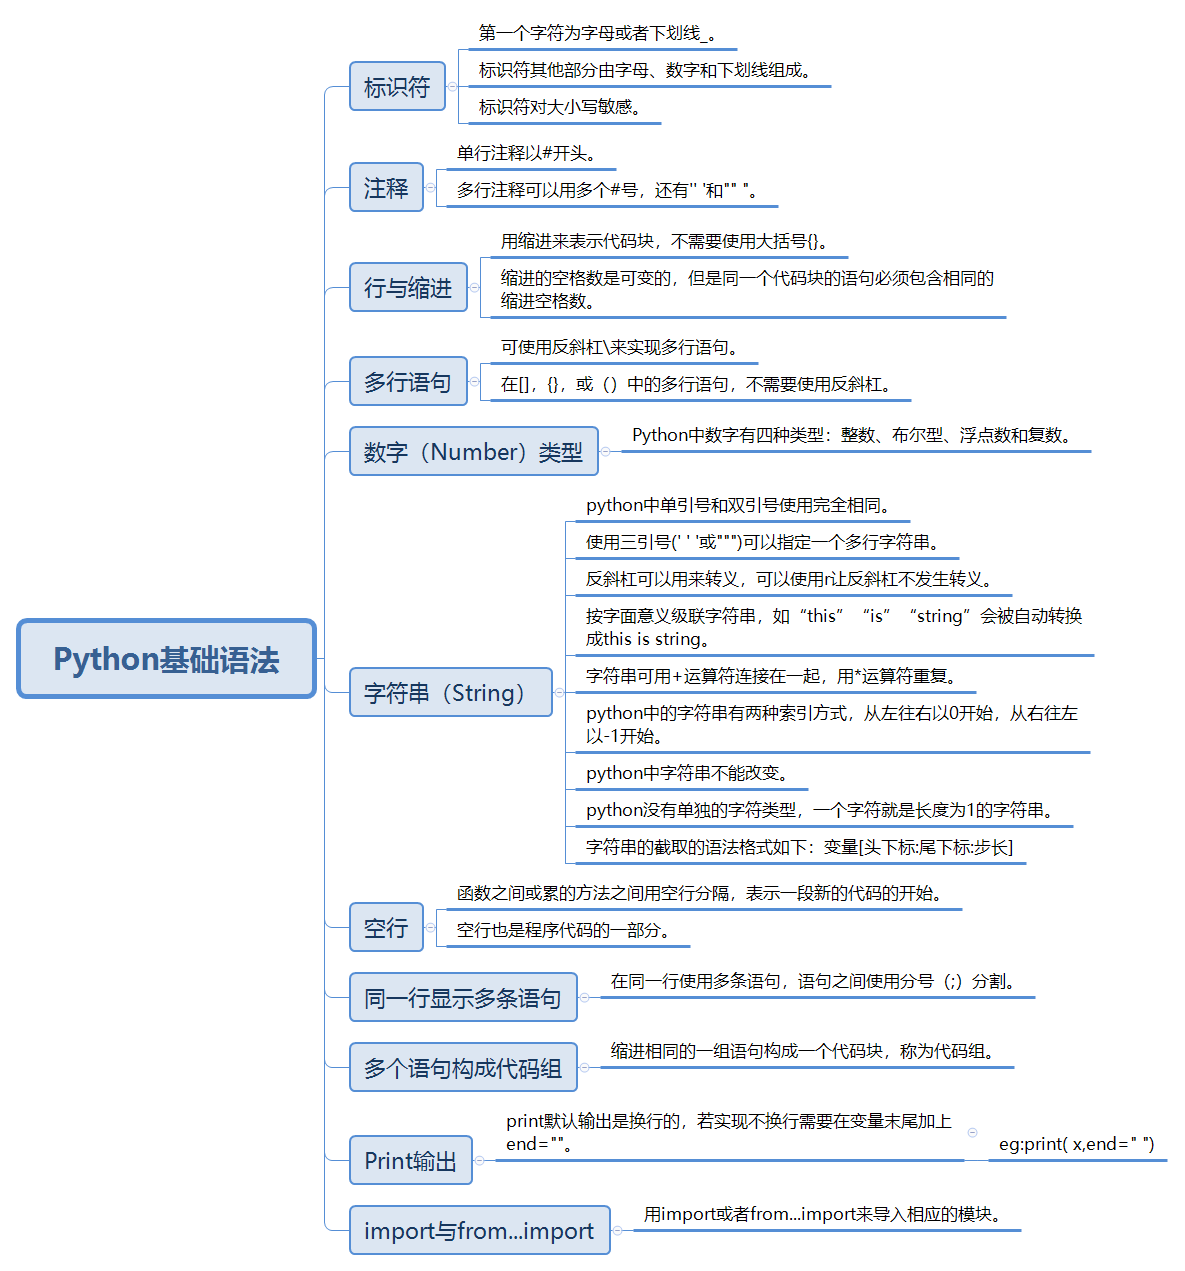 Python基础语法
标识符
第一个字符为字母或者下划线_。
标识符其他部分由字母、数字和下划线组成。
标识符对大小写敏感。
注释
单行注释以#开头。
多行注释可以用多个#号，还有'' '和"" "。
行与缩进
用缩进来表示代码块，不需要使用大括号{}。
缩进的空格数是可变的，但是同一个代码块的语句必须包含相同的
缩进空格数。
多行语句
可使用反斜杠\来实现多行语句。
在[]，{}，或（）中的多行语句，不需要使用反斜杠。
数字（Number）类型
Python中数字有四种类型：整数、布尔型、浮点数和复数。
字符串（String）
python中单引号和双引号使用完全相同。
使用三引号(' ' '或""")可以指定一个多行字符串。
反斜杠可以用来转义，可以使用r让反斜杠不发生转义。
按字面意义级联字符串，如“this”“is”“string”会被自动转换
成this is string。
字符串可用+运算符连接在一起，用*运算符重复。
python中的字符串有两种索引方式，从左往右以0开始，从右往左
以-1开始。
python中字符串不能改变。
python没有单独的字符类型，一个字符就是长度为1的字符串。
字符串的截取的语法格式如下：变量[头下标:尾下标:步长]
空行
函数之间或累的方法之间用空行分隔，表示一段新的代码的开始。
空行也是程序代码的一部分。
同一行显示多条语句
在同一行使用多条语句，语句之间使用分号（;）分割。
多个语句构成代码组
缩进相同的一组语句构成一个代码块，称为代码组。
Print输出
print默认输出是换行的，若实现不换行需要在变量末尾加上
end=""。
eg:print( x,end=" ")
import与from...import
用import或者from...import来导入相应的模块。